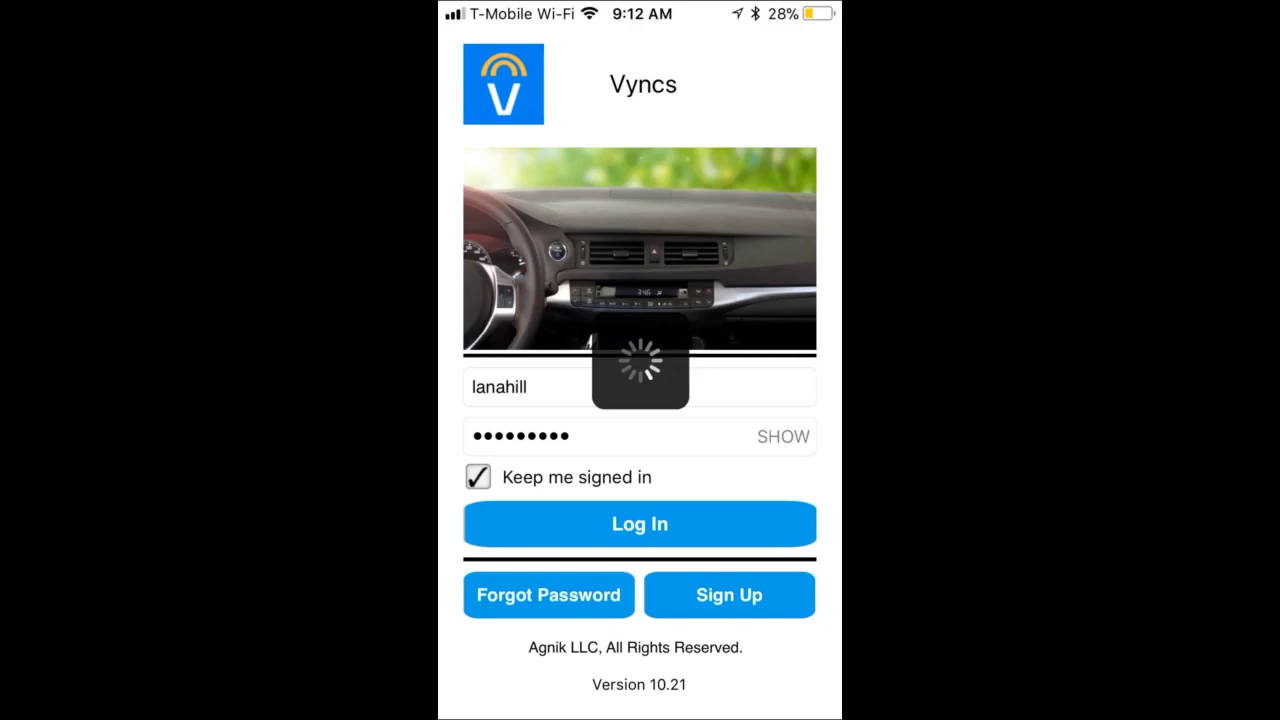 T-Mobile Wi-Fi 9:12 AM 28%
V
Vyncs
lanahill
●●●●●●●●● SHOW
Keep me signed in
Log In
Forgot Password Sign Up
Agnik LLC, All Rights Reserved.
Version 10.21